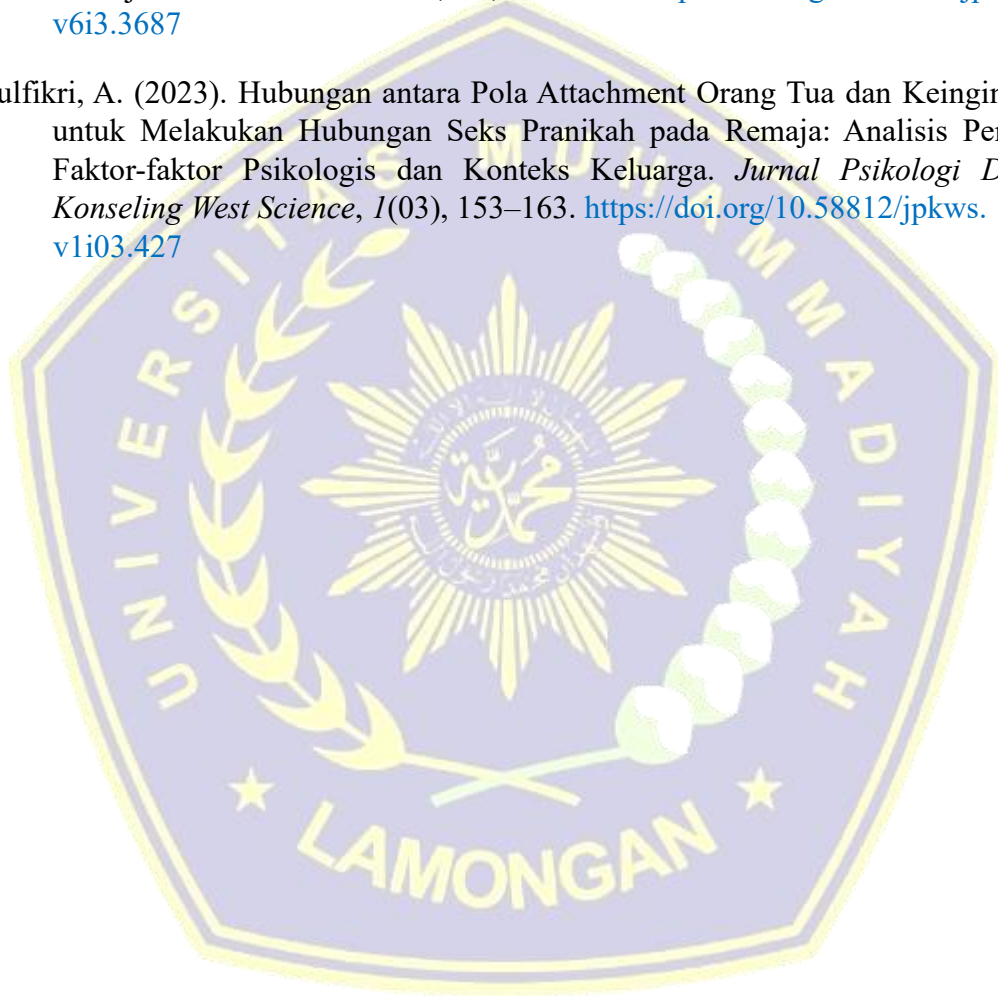 v6i3.3687
ulfikri, A. (2023). Hubungan antara Pola Attachment Orang Tua dan Keingin
untuk Melakukan Hubungan Seks Pranikah pada Remaja: Analisis Per
Faktor-faktor Psikologis dan Konteks Keluarga. Jurnal Psikologi D
Konseling West Science, 1(03), 153–163. https://doi.org/10.58812/jpkws.
v1i03.427
UNIVERSITAS MUHAMMADIYAH
محمدية
LAMONGAN